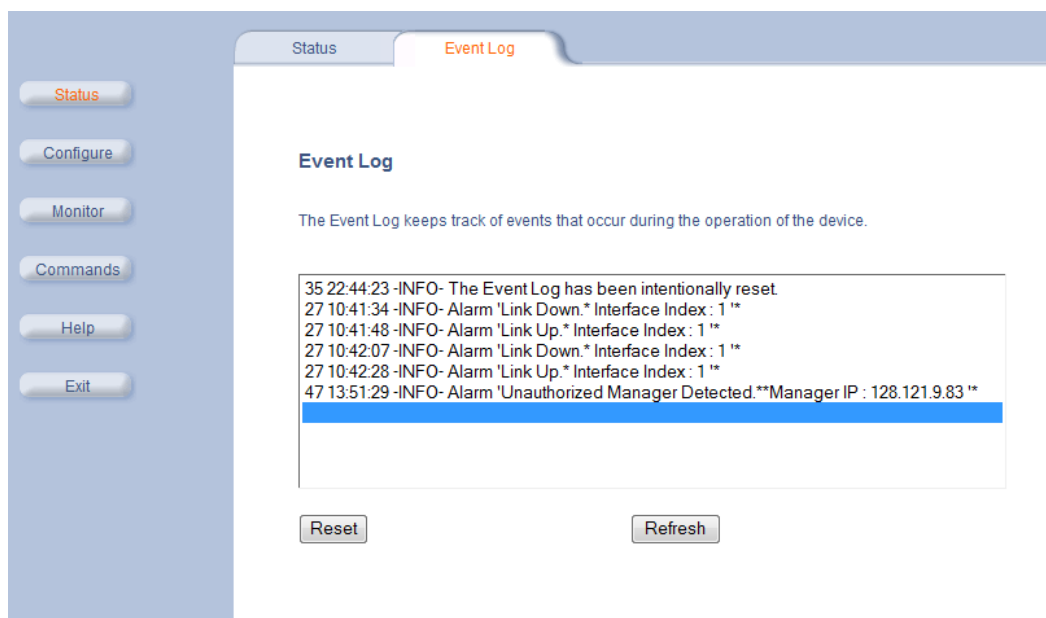 Status
Event Log
Status
Configure
Monitor
Commands
Help
Exit
Event Log
The Event Log keeps track of events that occur during the operation of the device.
35 22:44:23 -INFO- The Event Log has been intentionally reset.
27 10:41:34 -INFO- Alarm 'Link Down.* Interface Index : 1 '*
27 10:41:48 -INFO- Alarm 'Link Up.* Interface Index : 1 '*
27 10:42:07 -INFO- Alarm 'Link Down.* Interface Index : 1 '*
27 10:42:28 -INFO- Alarm 'Link Up.* Interface Index : 1 '*
47 13:51:29 -INFO- Alarm 'Unauthorized Manager Detected.**Manager IP : 128.121.9.83 '*
Reset
Refresh